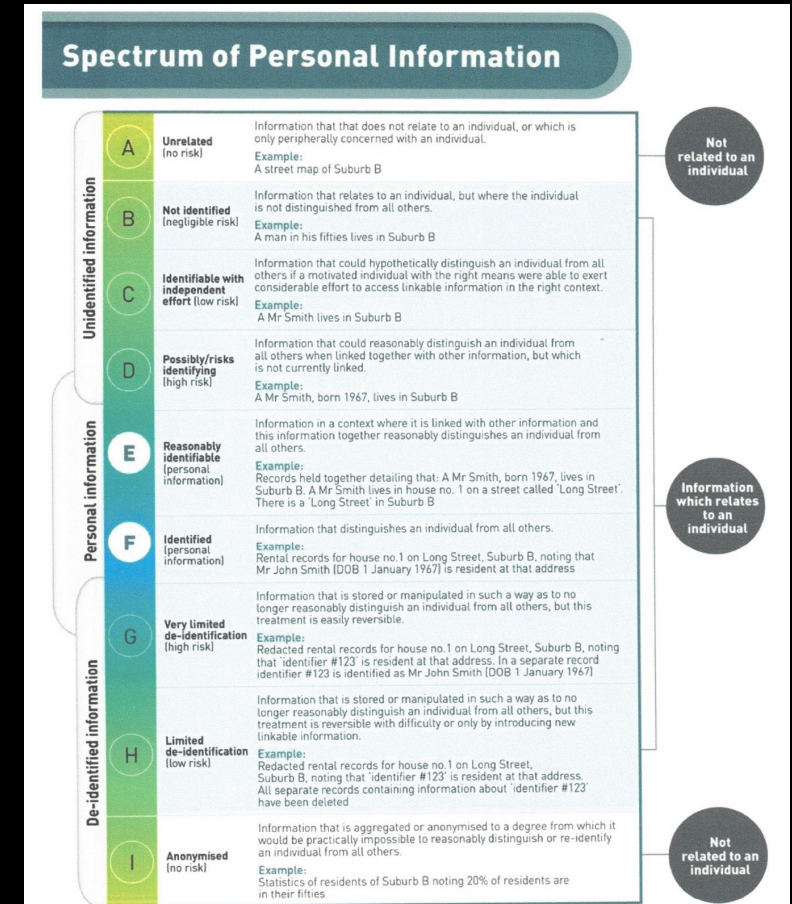 Spectrum of Personal Information
Unidentified information
A
Unrelated
(no risk)
Information that that does not relate to an individual, or which is
only peripherally concerned with an individual.
Example:
A street map of Suburb B
B
Not identified
(negligible risk)
Information that relates to an individual, but where the individual
is not distinguished from all others.
Example:
A man in his fifties lives in Suburb B
C
Identifiable with
independent
effort (low risk)
Information that could hypothetically distinguish an individual from all
others if a motivated individual with the right means were able to exert
considerable effort to access linkable information in the right context.
Example:
A Mr Smith lives in Suburb B
D
Possibly/risks
identifying
(high risk)
Information that could reasonably distinguish an individual from
all others when linked together with other information, but which
is not currently linked.
Example:
A Mr Smith, born 1967, lives in Suburb B
Personal information
E
Reasonably
identifiable
(personal
information)
Information in a context where it is linked with other information and
this information together reasonably distinguishes an individual from
all others.
Example:
Records held together detailing that: A Mr Smith, born 1967, lives in
Suburb B. A Mr Smith lives in house no. 1 on a street called 'Long Street'.
There is a 'Long Street' in Suburb B
F
Identified
(personal
information)
Information that distinguishes an individual from all others.
Example:
Rental records for house no.1 on Long Street, Suburb B, noting that
Mr John Smith (DOB 1 January 1967) is resident at that address
De-identified information
G
Very limited
de-identification
(high risk)
Information that is stored or manipulated in such a way as to no
longer reasonably distinguish an individual from all others, but this
treatment is easily reversible.
Example:
Redacted rental records for house no.1 on Long Street, Suburb B, noting
that 'identifier #123' is resident at that address. In a separate record
identifier #123 is identified as Mr John Smith (DOB 1 January 1967)
H
Limited
de-identification
(low risk)
Information that is stored or manipulated in such a way as to no
longer reasonably distinguish an individual from all others, but this
treatment is reversible with difficulty or only by introducing new
linkable information.
Example:
Redacted rental records for house no.1 on Long Street,
Suburb B, noting that 'identifier #123' is resident at that address.
All separate records containing information about 'identifier #123'
have been deleted
I
Anonymised
(no risk)
Information that is aggregated or anonymised to a degree from which it
would be practically impossible to reasonably distinguish or re-identify
an individual from all others.
Example:
Statistics of residents of Suburb B noting 20% of residents are
in their fifties
Not
related to an
individual
Information
which relates
to an
individual
Not
related to an
individual